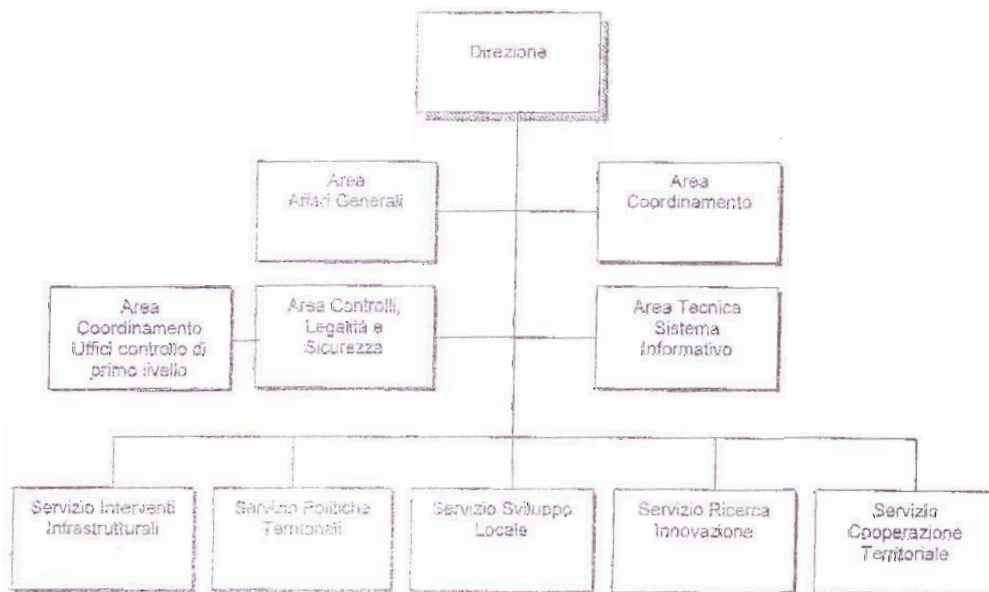 Direzione
Area
Affari Generali
Area
Coordinamento
Area
Coordinamento
Uffici controllo di
primo livello
Area Controlli,
Legalità e
Sicurezza
Area Tecnica
Sistema
Informativo
Servizio Interventi
Infrastrutturali
Servizio Politiche
Territoriali
Servizio Sviluppo
Locale
Servizio Ricerca
Innovazione
Servizio
Cooperazione
Territoriale